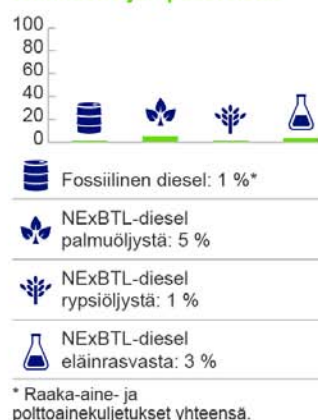 100
80
60
40
20
0
Fossiilinen diesel: 1 %*
NExBTL-diesel
palmuöljystä: 5 %
NExBTL-diesel
rypsiöljystä: 1 %
NExBTL-diesel
eläinrasvasta: 3 %
* Raaka-aine- ja
polttoainekuljetukset yhteensä.